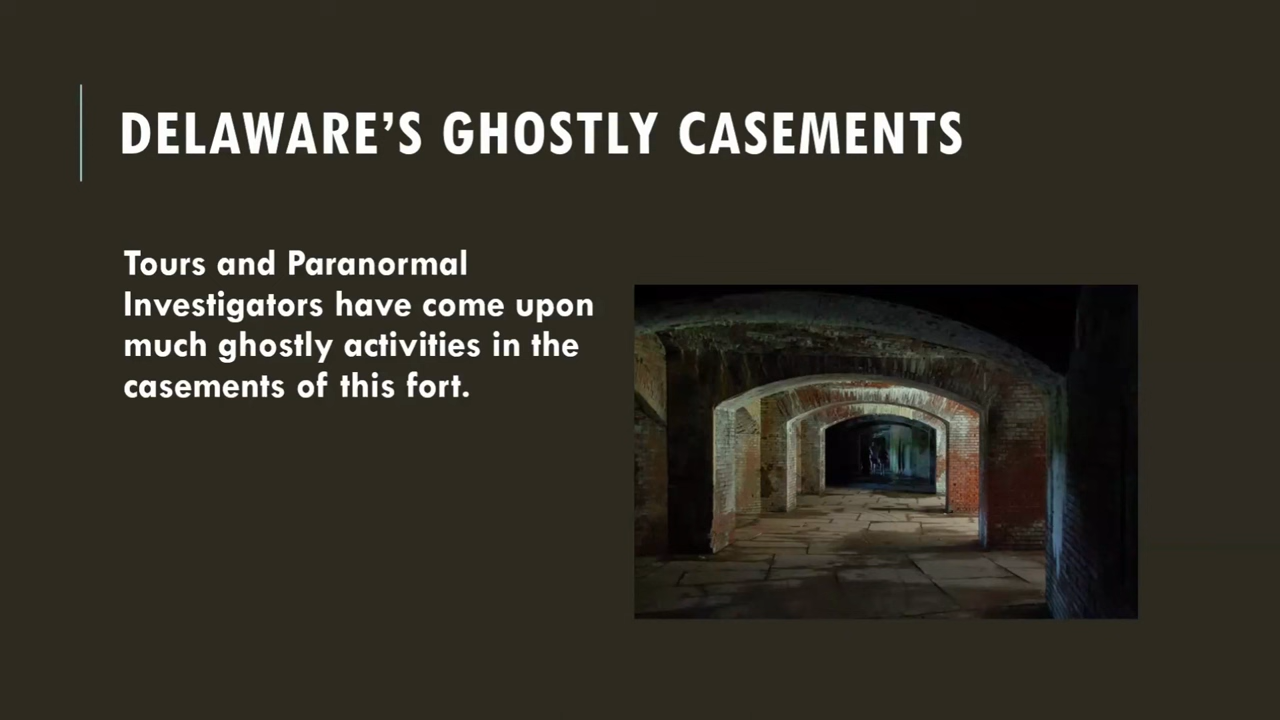 DELAWARE’S GHOSTLY CASEMENTS
Tours and Paranormal
Investigators have come upon
much ghostly activities in the
casements of this fort.